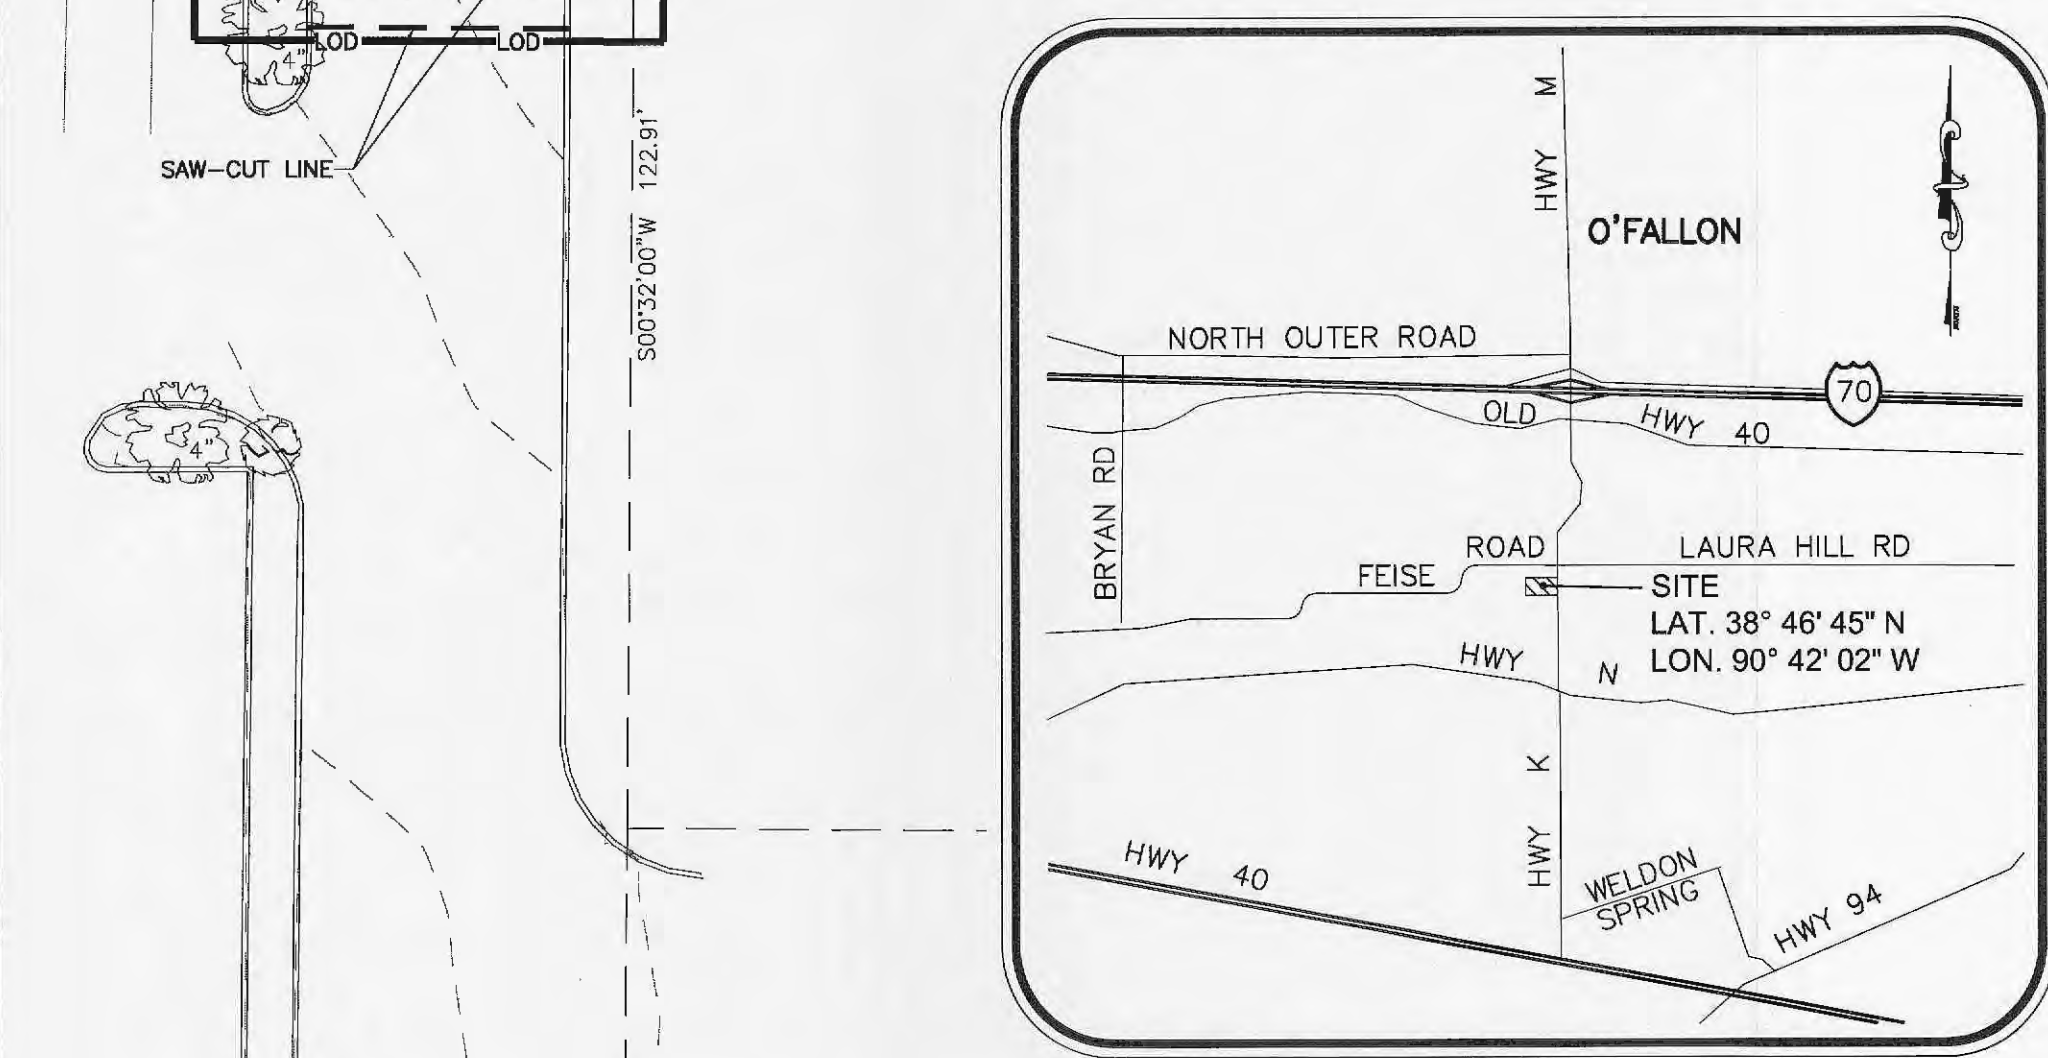 LOD
LOD
4"
SAW-CUT LINE
S00°32'00"W 122.91'
4"
HWY M
O'FALLON
NORTH OUTER ROAD
70
OLD HWY 40
BRYAN RD
FEISE ROAD
LAURA HILL RD
SITE
LAT. 38° 46' 45" N
LON. 90° 42' 02" W
HWY N
HWY K
HWY 40
WELDON
SPRING
HWY 94